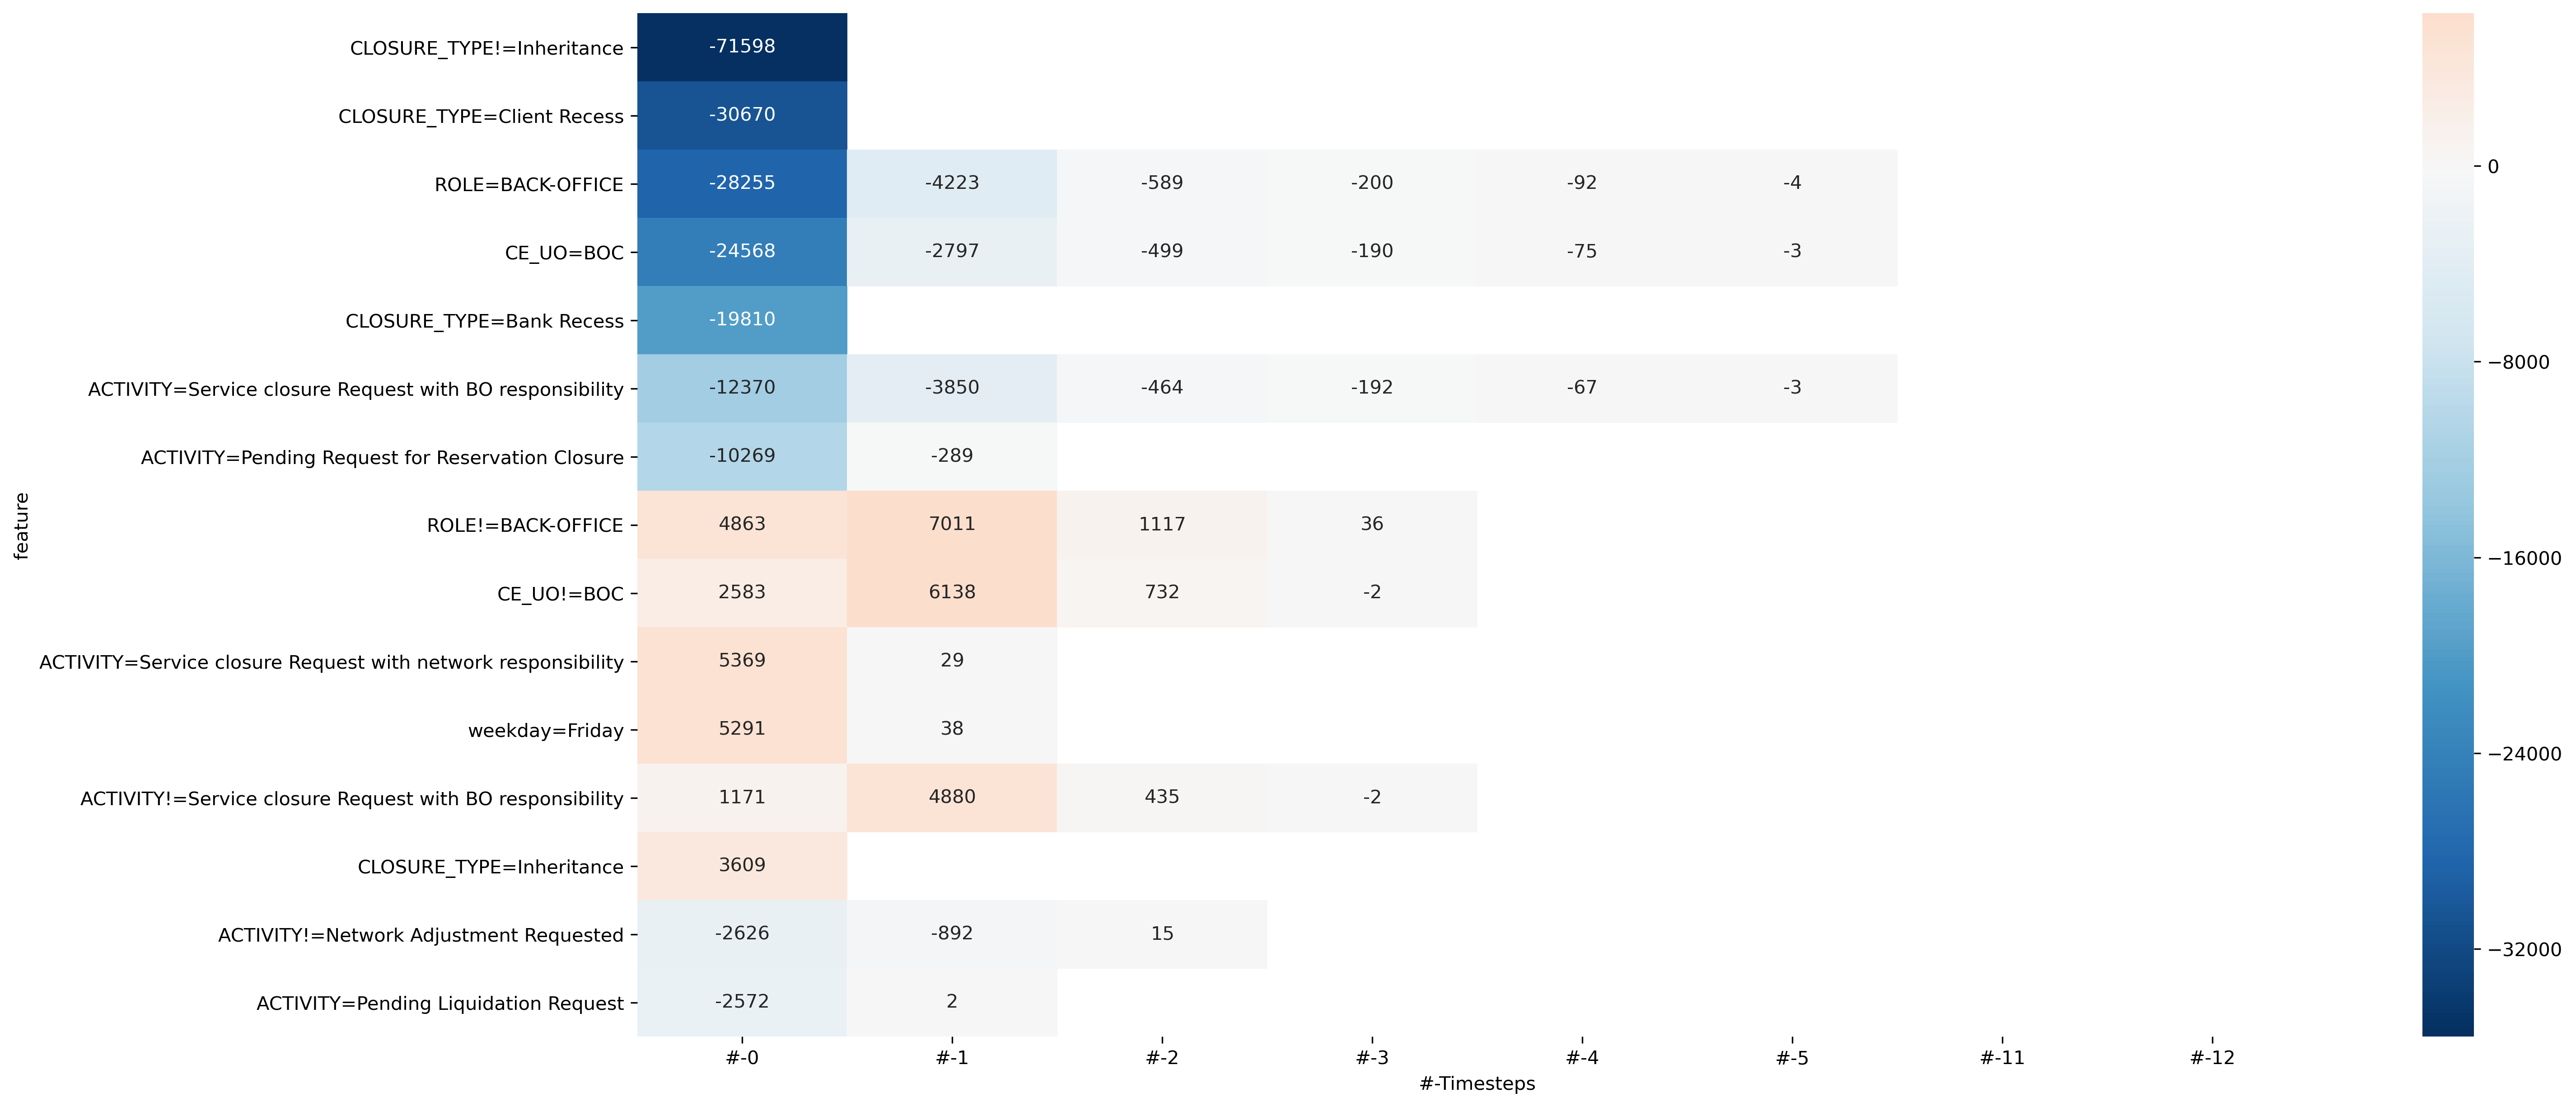 CLOSURE_TYPE!=Inheritance -71598
CLOSURE_TYPE=Client Recess -30670
ROLE=BACK-OFFICE -28255 -4223 -589 -200 -92 -4
CE_UO=BOC -24568 -2797 -499 -190 -75 -3
CLOSURE_TYPE=Bank Recess -19810
ACTIVITY=Service closure Request with BO responsibility -12370 -3850 -464 -192 -67 -3
ACTIVITY=Pending Request for Reservation Closure -10269 -289
ROLE!=BACK-OFFICE 4863 7011 1117 36
CE_UO!=BOC 2583 6138 732 -2
ACTIVITY=Service closure Request with network responsibility 5369 29
weekday=Friday 5291 38
ACTIVITY!=Service closure Request with BO responsibility 1171 4880 435 -2
CLOSURE_TYPE=Inheritance 3609
ACTIVITY!=Network Adjustment Requested -2626 -892 15
ACTIVITY=Pending Liquidation Request -2572 2
feature
#-0 #-1 #-2 #-3 #-4 #-5 #-11 #-12
#-Timesteps
0
−8000
−16000
−24000
−32000